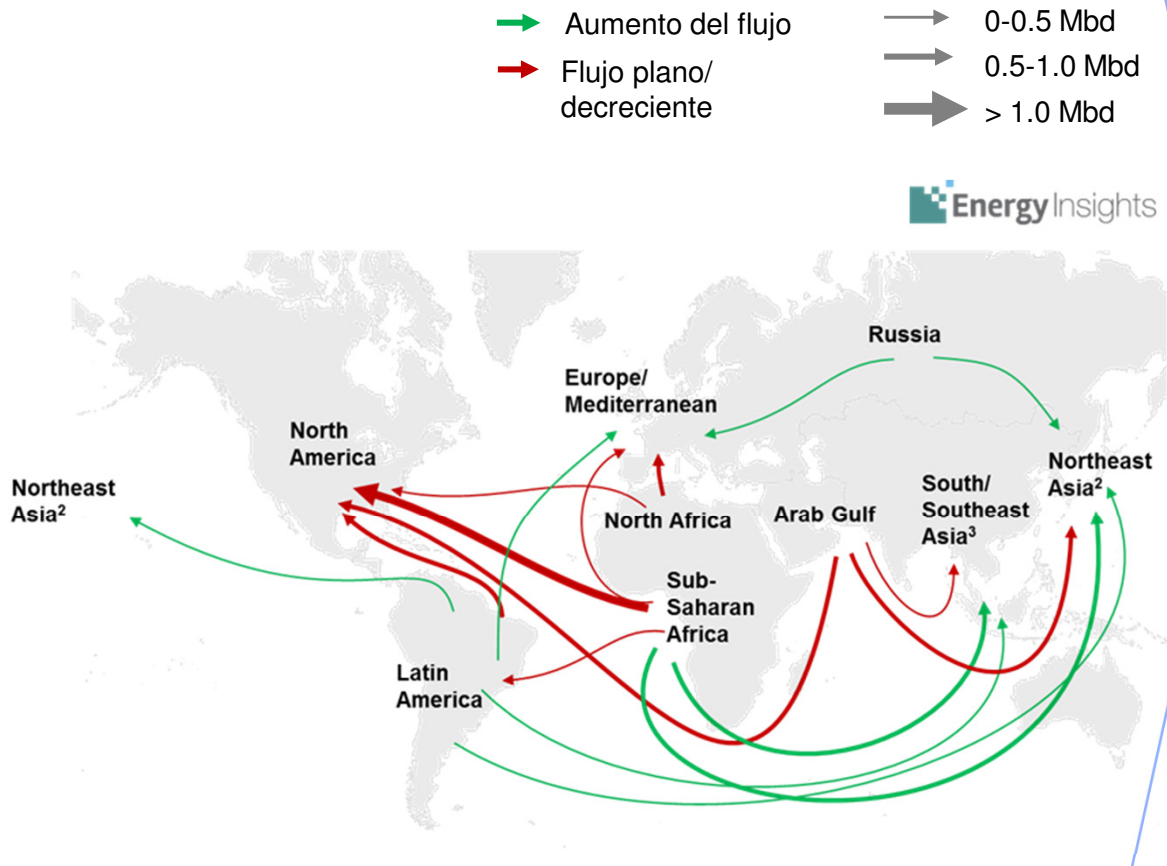 Aumento del flujo
Flujo plano/
decreciente
0-0.5 Mbd
0.5-1.0 Mbd
> 1.0 Mbd
Energy Insights
Russia
Europe/
Mediterranean
North
America
Northeast
Asia²
North Africa
Arab Gulf
South/
Southeast
Asia³
Northeast
Asia²
Sub-
Saharan
Africa
Latin
America